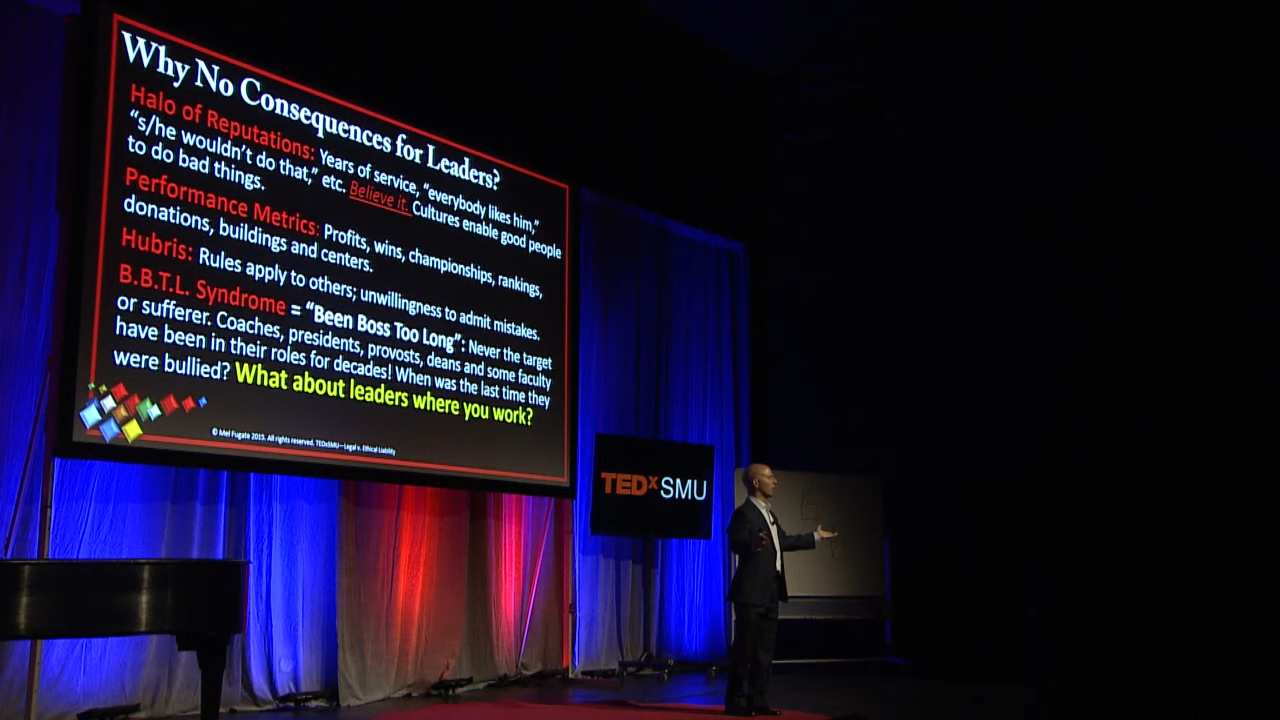 Why No Consequences for Leaders?
Halo of Reputations: Years of service, “everybody likes him,”
“s/he wouldn’t do that,” etc. Believe it. Cultures enable good people
to do bad things.
Performance Metrics: Profits, wins, championships, rankings,
donations, buildings and centers.
Hubris: Rules apply to others; unwillingness to admit mistakes.
B.B.T.L. Syndrome = “Been Boss Too Long”: Never the target
or sufferer. Coaches, presidents, provosts, deans and some faculty
have been in their roles for decades! When was the last time they
were bullied? What about leaders where you work?
© Mel Fugate 2015. All rights reserved. TEDxSMU—Legal v. Ethical Liability
TEDxSMU